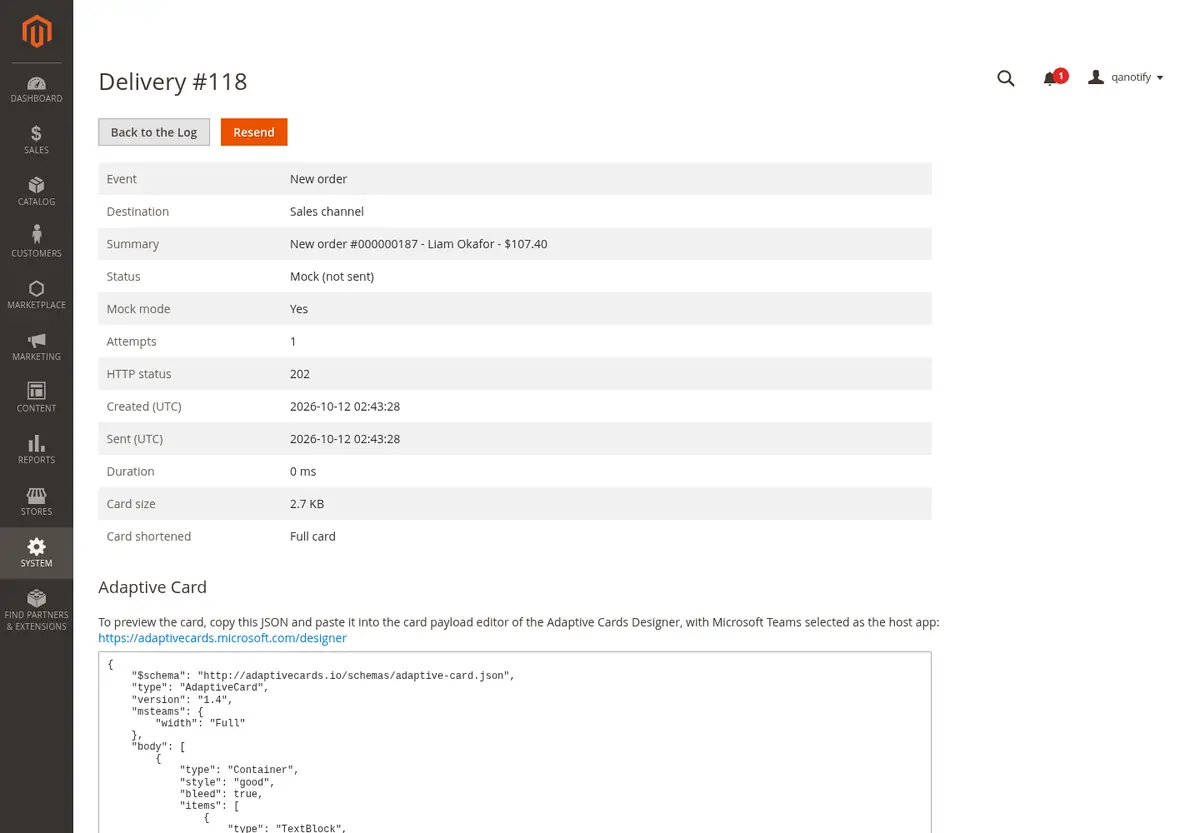 Delivery #118
1
qanotify
Back to the Log
Resend
DASHBOARD
SALES
CATALOG
CUSTOMERS
MARKETPLACE
MARKETING
CONTENT
REPORTS
STORES
SYSTEM
FIND PARTNERS
& EXTENSIONS
Event New order
Destination Sales channel
Summary New order #000000187 - Liam Okafor - $107.40
Status Mock (not sent)
Mock mode Yes
Attempts 1
HTTP status 202
Created (UTC) 2026-10-12 02:43:28
Sent (UTC) 2026-10-12 02:43:28
Duration 0 ms
Card size 2.7 KB
Card shortened Full card
Adaptive Card
To preview the card, copy this JSON and paste it into the card payload editor of the Adaptive Cards Designer, with Microsoft Teams selected as the host app:
https://adaptivecards.microsoft.com/designer
{
    "$schema": "http://adaptivecards.io/schemas/adaptive-card.json",
    "type": "AdaptiveCard",
    "version": "1.4",
    "msteams": {
        "width": "Full"
    },
    "body": [
        {
            "type": "Container",
            "style": "good",
            "bleed": true,
            "items": [
                {
                    "type": "TextBlock",